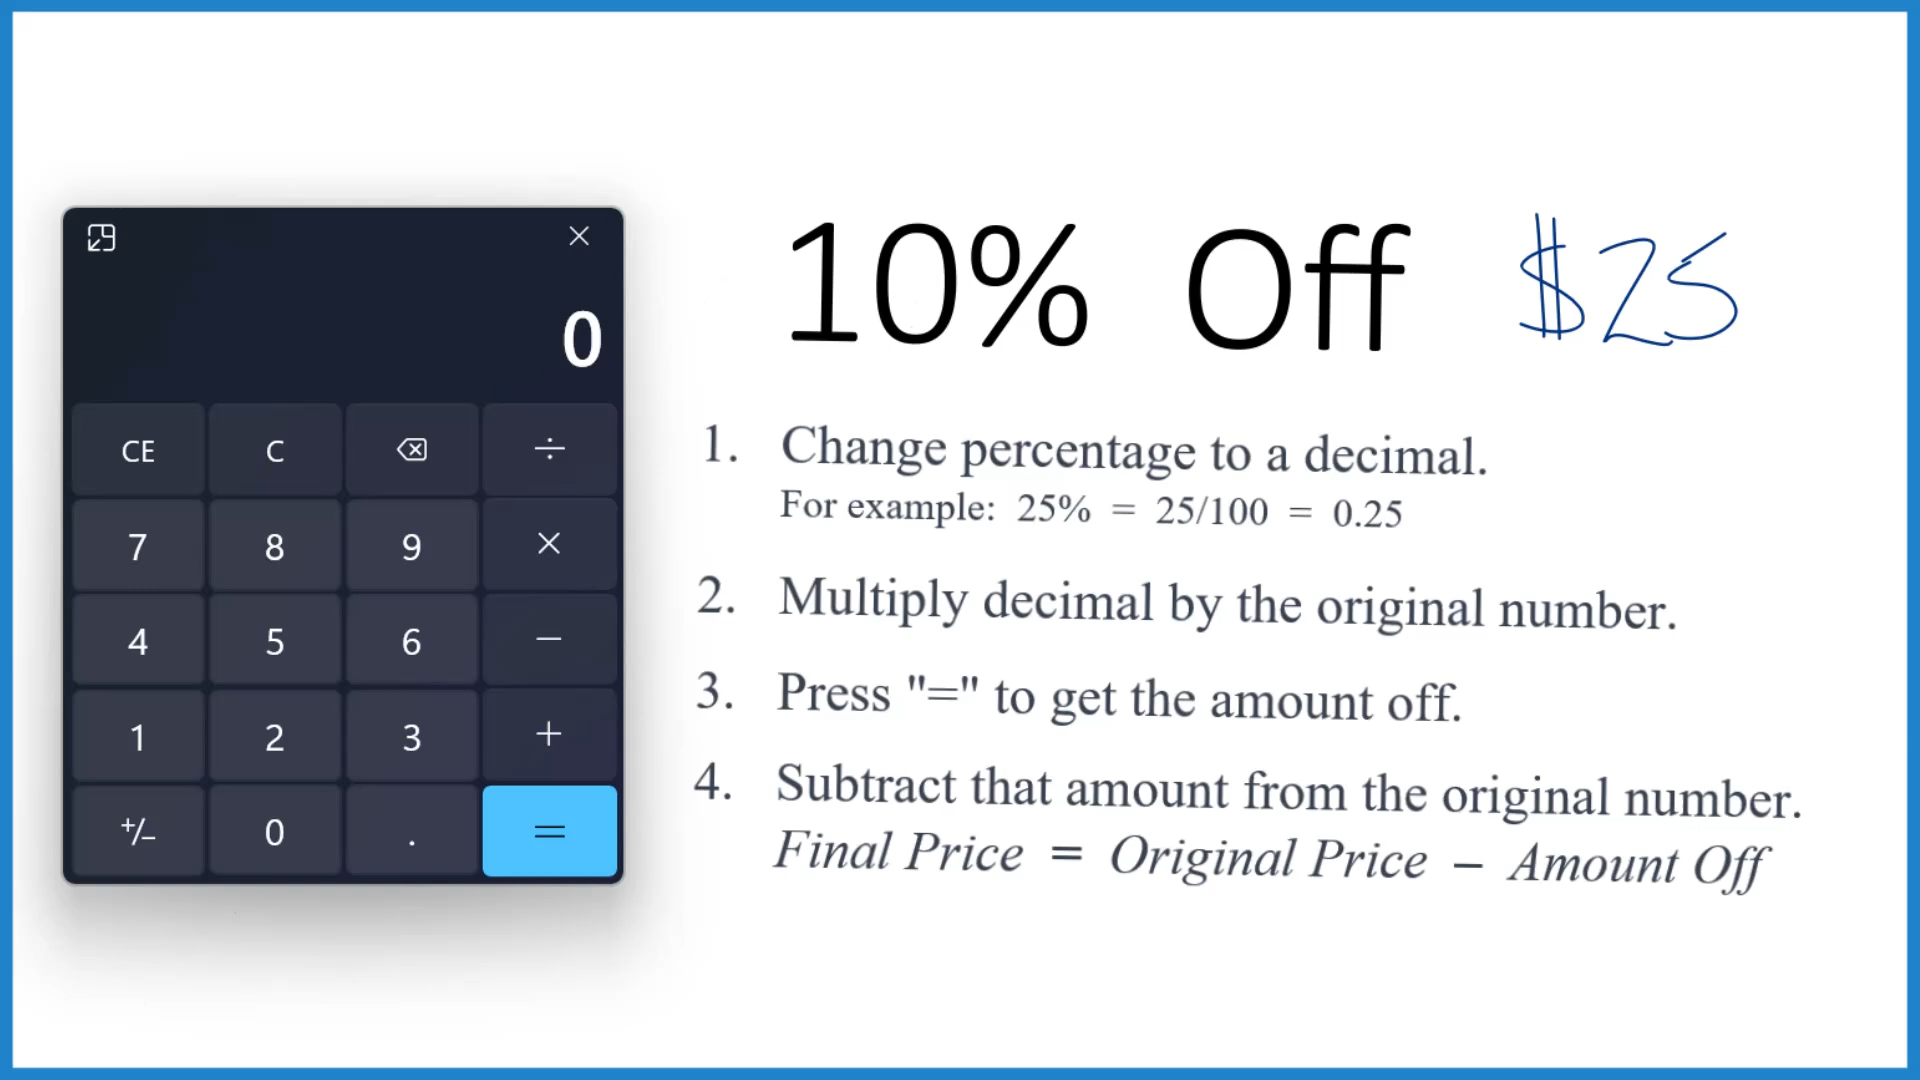 10% Off $25
0
CE C ÷
7 8 9 ×
4 5 6 −
1 2 3 +
+/− 0 . =
1. Change percentage to a decimal.
For example: 25% = 25/100 = 0.25
2. Multiply decimal by the original number.
3. Press "=" to get the amount off.
4. Subtract that amount from the original number.
Final Price = Original Price − Amount Off